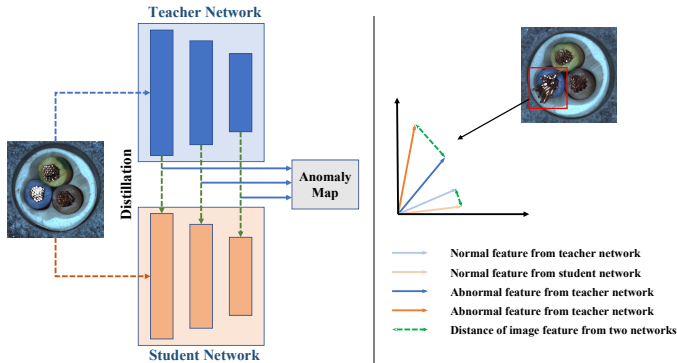 Teacher Network
Distillation
Anomaly
Map
Student Network
Normal feature from teacher network
Normal feature from student network
Abnormal feature from teacher network
Abnormal feature from teacher network
Distance of image feature from two networks